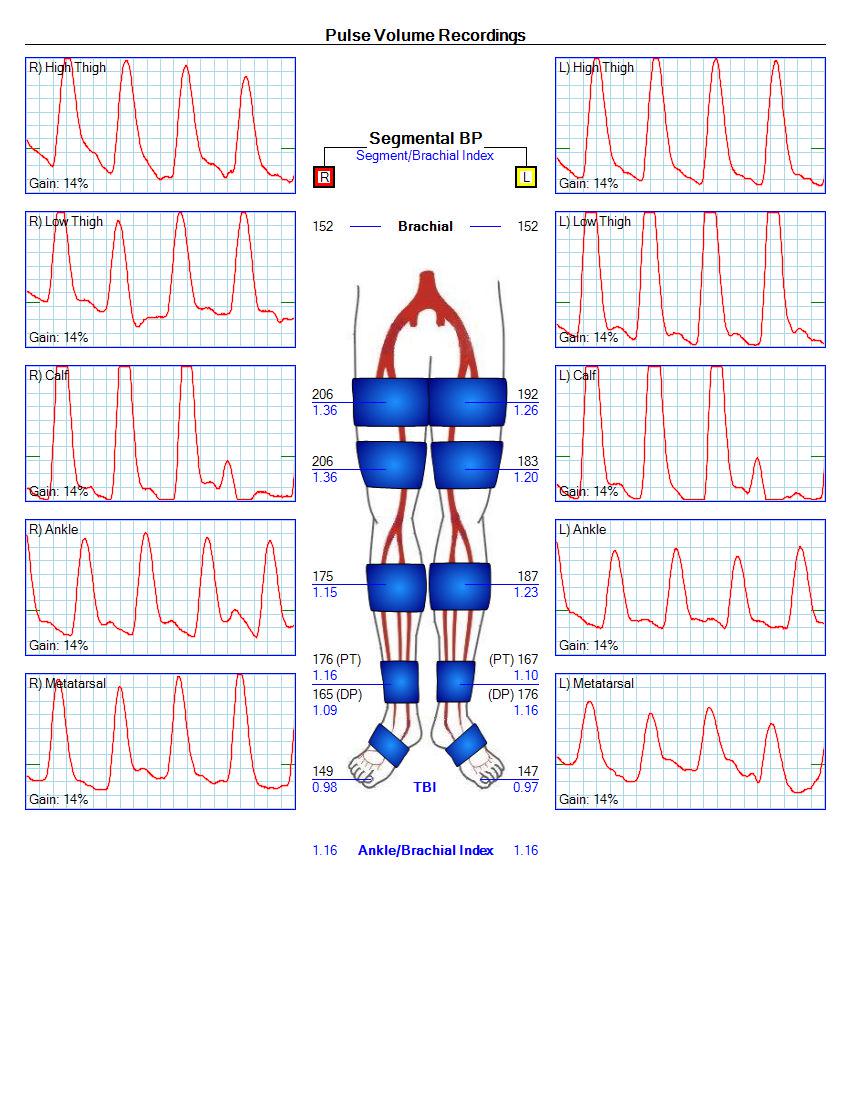 Pulse Volume Recordings
R) High Thigh
Gain: 14%
R) Low Thigh
Gain: 14%
R) Calf
Gain: 14%
R) Ankle
Gain: 14%
R) Metatarsal
Gain: 14%
Segmental BP
Segment/Brachial Index
R
L
152 Brachial 152
206 192
1.36 1.26
206 183
1.36 1.20
175 187
1.15 1.23
176 (PT) (PT) 167
1.16 1.10
165 (DP) (DP) 176
1.09 1.16
149 147
0.98 TBI 0.97
1.16 Ankle/Brachial Index 1.16
L) High Thigh
Gain: 14%
L) Low Thigh
Gain: 14%
L) Calf
Gain: 14%
L) Ankle
Gain: 14%
L) Metatarsal
Gain: 14%